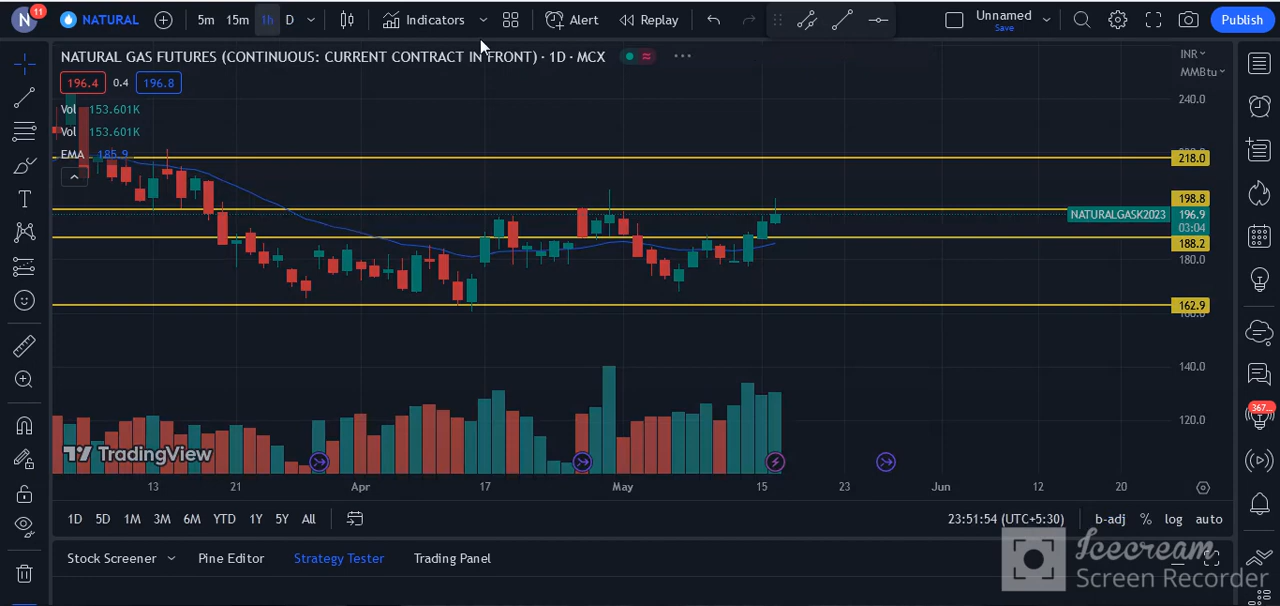 N 11 NATURAL 5m 15m 1h D Indicators Alert Replay Unnamed Save Publish
NATURAL GAS FUTURES (CONTINUOUS: CURRENT CONTRACT IN FRONT) · 1D · MCX
INR
MMBtu
196.4 0.4 196.8
240.0
Vol 153.601K
Vol 153.601K
EMA 185.9
218.0
198.8
NATURALGASK2023 196.9
03:04
188.2
180.0
162.9
160.0
140.0
120.0
367...
TradingView
13 21 Apr 17 May 15 23 Jun 12 20
1D 5D 1M 3M 6M YTD 1Y 5Y All 23:51:54 (UTC+5:30) b-adj % log auto
Stock Screener Pine Editor Strategy Tester Trading Panel
Icecream
Screen Recorder